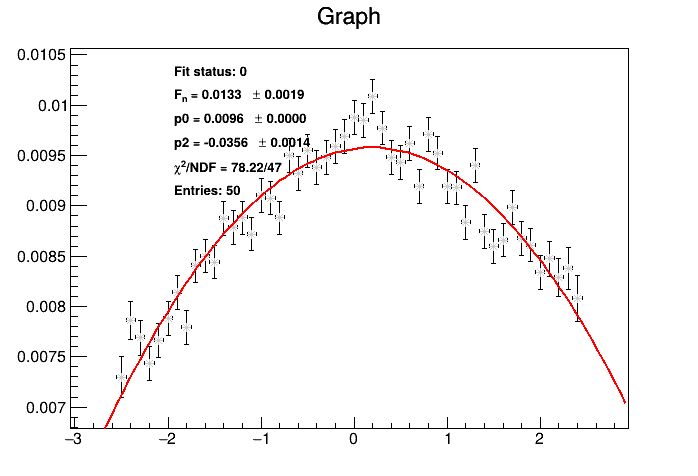 Graph
0.0105
0.01
0.0095
0.009
0.0085
0.008
0.0075
0.007
Fit status: 0
Fn = 0.0133 ± 0.0019
p0 = 0.0096 ± 0.0000
p2 = -0.0356 ± 0.0014
χ²/NDF = 78.22/47
Entries: 50
−3 −2 −1 0 1 2